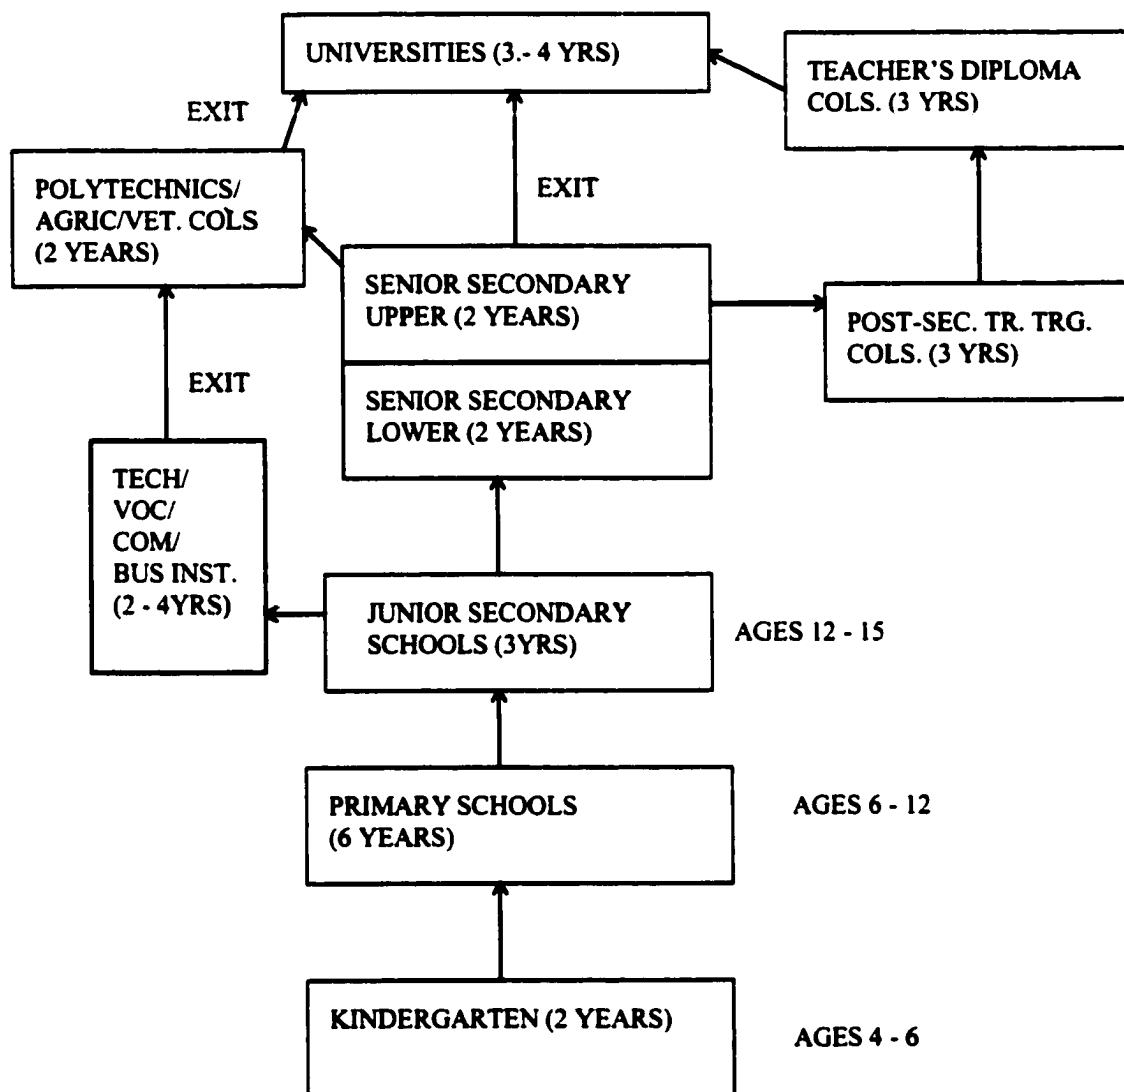 UNIVERSITIES (3.- 4 YRS)
TEACHER'S DIPLOMA
COLS. (3 YRS)
EXIT
POLYTECHNICS/
AGRIC/VET. COLS
(2 YEARS)
EXIT
SENIOR SECONDARY
UPPER (2 YEARS)
POST-SEC. TR. TRG.
COLS. (3 YRS)
EXIT
SENIOR SECONDARY
LOWER (2 YEARS)
TECH/
VOC/
COM/
BUS INST.
(2 - 4YRS)
JUNIOR SECONDARY
SCHOOLS (3YRS)
AGES 12 - 15
PRIMARY SCHOOLS
(6 YEARS)
AGES 6 - 12
KINDERGARTEN (2 YEARS)
AGES 4 - 6